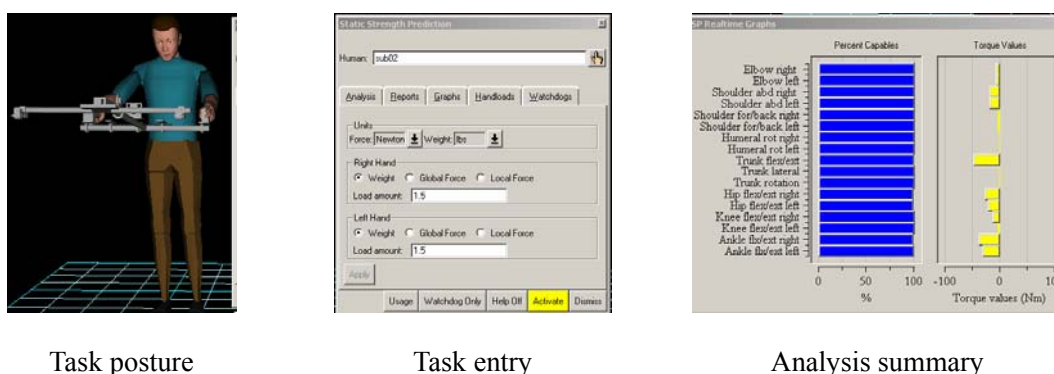 Static Strength Prediction
Human: sub02
Analysis Reports Graphs Handloads Watchdogs
Units
Force: Newton Weight: lbs
Right Hand
Weight Global Force Local Force
Load amount: 1.5
Left Hand
Weight Global Force Local Force
Load amount: 1.5
Apply
Usage Watchdog Only Help Off Activate Dismiss
SP Realtime Graphs
Percent Capables Torque Values
Elbow right
Elbow left
Shoulder abd right
Shoulder abd left
Shoulder for/back right
Shoulder for/back left
Humeral rot right
Humeral rot left
Trunk flex/ext
Trunk lateral
Trunk rotation
Hip flex/ext right
Hip flex/ext left
Knee flex/ext right
Knee flex/ext left
Ankle flx/ext right
Ankle flx/ext left
0 50 100 -100 0 10
% Torque values (Nm)
Task posture Task entry Analysis summary